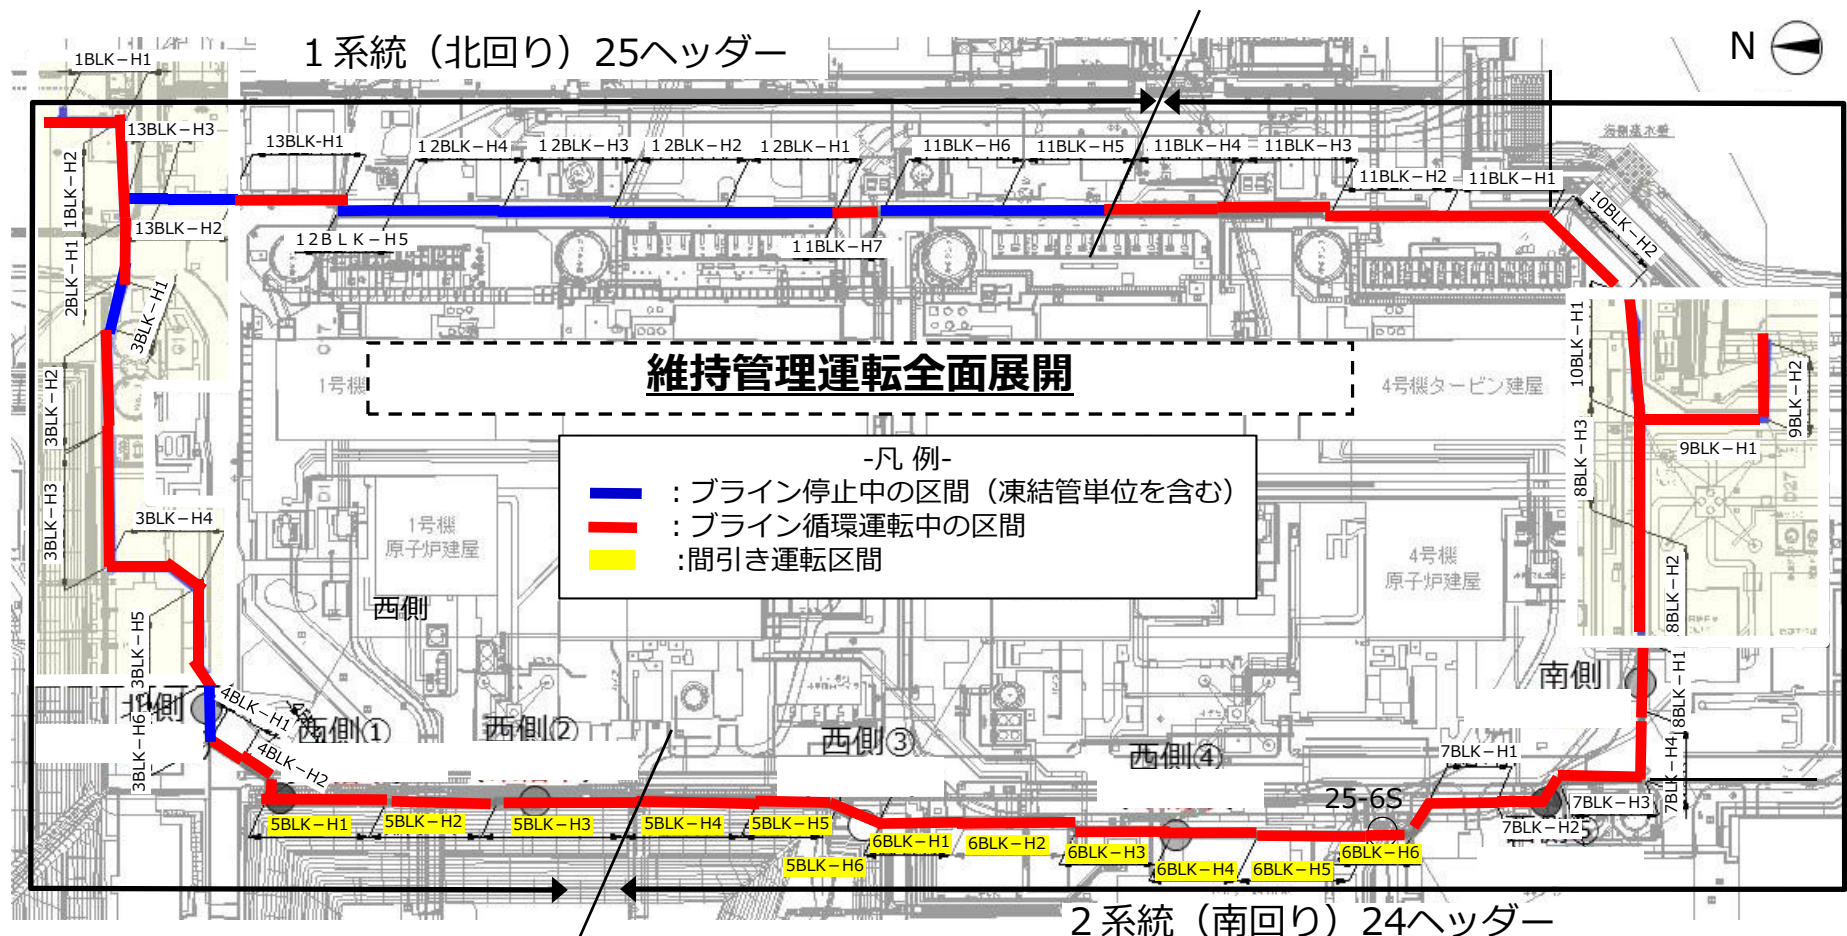 1系統（北回り）25ヘッダー
N
1BLK－H1
13BLK－H3
13BLK-H1
12BLK－H4
12BLK－H3
12BLK－H2
12BLK－H1
11BLK－H6
11BLK－H5
11BLK－H4
11BLK－H3
11BLK－H2
11BLK－H1
10BLK－H2
海側遮水壁
1BLK－H2
13BLK－H2
12BLK－H5
11BLK－H7
2BLK－H1
3BLK－H1
10BLK－H1
維持管理運転全面展開
1号機
4号機タービン建屋
3BLK－H2
9BLK－H2
9BLK－H1
8BLK－H3
-凡 例-
：ブライン停止中の区間（凍結管単位を含む）
：ブライン循環運転中の区間
:間引き運転区間
3BLK－H3
3BLK－H4
1号機
原子炉建屋
4号機
原子炉建屋
西側
8BLK－H2
3BLK－H5
8BLK－H1
南側
北側
4BLK－H1
西側①
西側②
西側③
西側④
3BLK－H6
4BLK－H2
7BLK－H1
7BLK－H4
25-6S
7BLK－H3
7BLK－H2
5BLK－H1
5BLK－H2
5BLK－H3
5BLK－H4
5BLK－H5
5BLK－H6
6BLK－H1
6BLK－H2
6BLK－H3
6BLK－H4
6BLK－H5
6BLK－H6
2系統（南回り）24ヘッダー